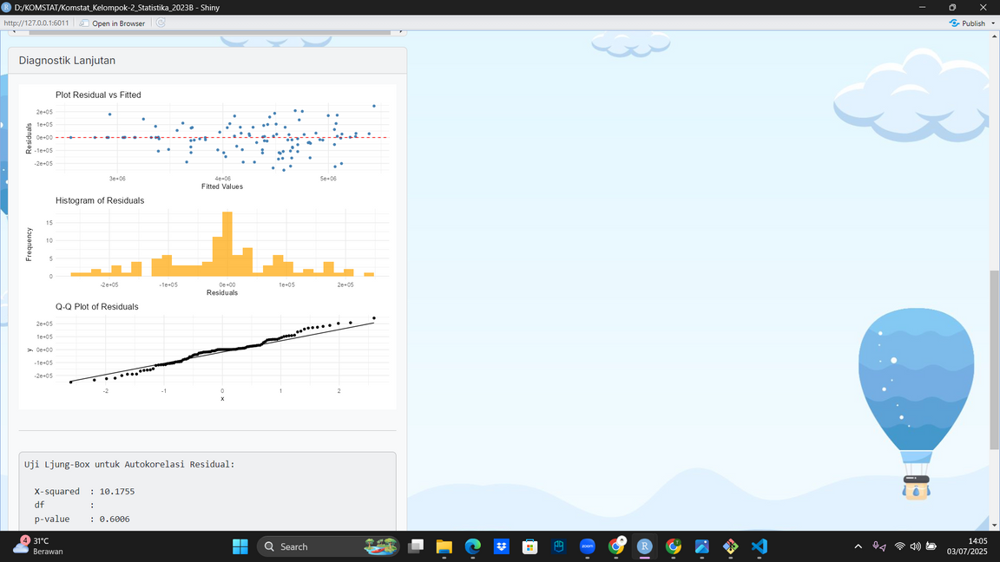 D:/KOMSTAT/Komstat_Kelompok-2_Statistika_2023B - Shiny
http://127.0.0.1:6011
Open in Browser
Publish
Diagnostik Lanjutan
Plot Residual vs Fitted
Residuals
2e+05
1e+05
0e+00
-1e+05
-2e+05
3e+06 4e+06 5e+06
Fitted Values
Histogram of Residuals
Frequency
15
10
5
0
-2e+05 -1e+05 0e+00 1e+05 2e+05
Residuals
Q-Q Plot of Residuals
y
2e+05
1e+05
0e+00
-1e+05
-2e+05
-2 -1 0 1 2
x
Uji Ljung-Box untuk Autokorelasi Residual:
X-squared : 10.1755
df :
p-value : 0.6006
4
31°C
Berawan
Search
zoom
14:05
03/07/2025